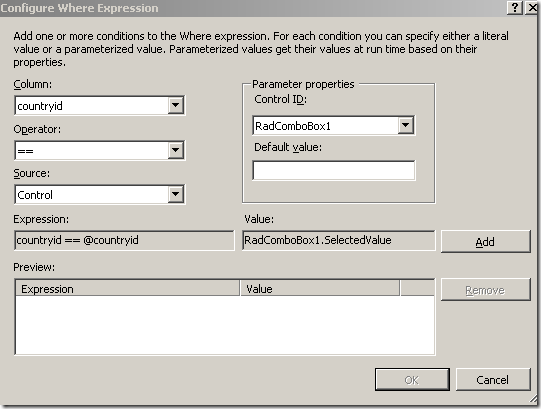 Configure Where Expression
Add one or more conditions to the Where expression. For each condition you can specify either a literal
value or a parameterized value. Parameterized values get their values at run time based on their
properties.
Column:
countryid
Operator:
==
Source:
Control
Parameter properties
Control ID:
RadComboBox1
Default value:
Expression:
countryid == @countryid
Value:
RadComboBox1.SelectedValue
Add
Preview:
Expression Value
Remove
OK Cancel